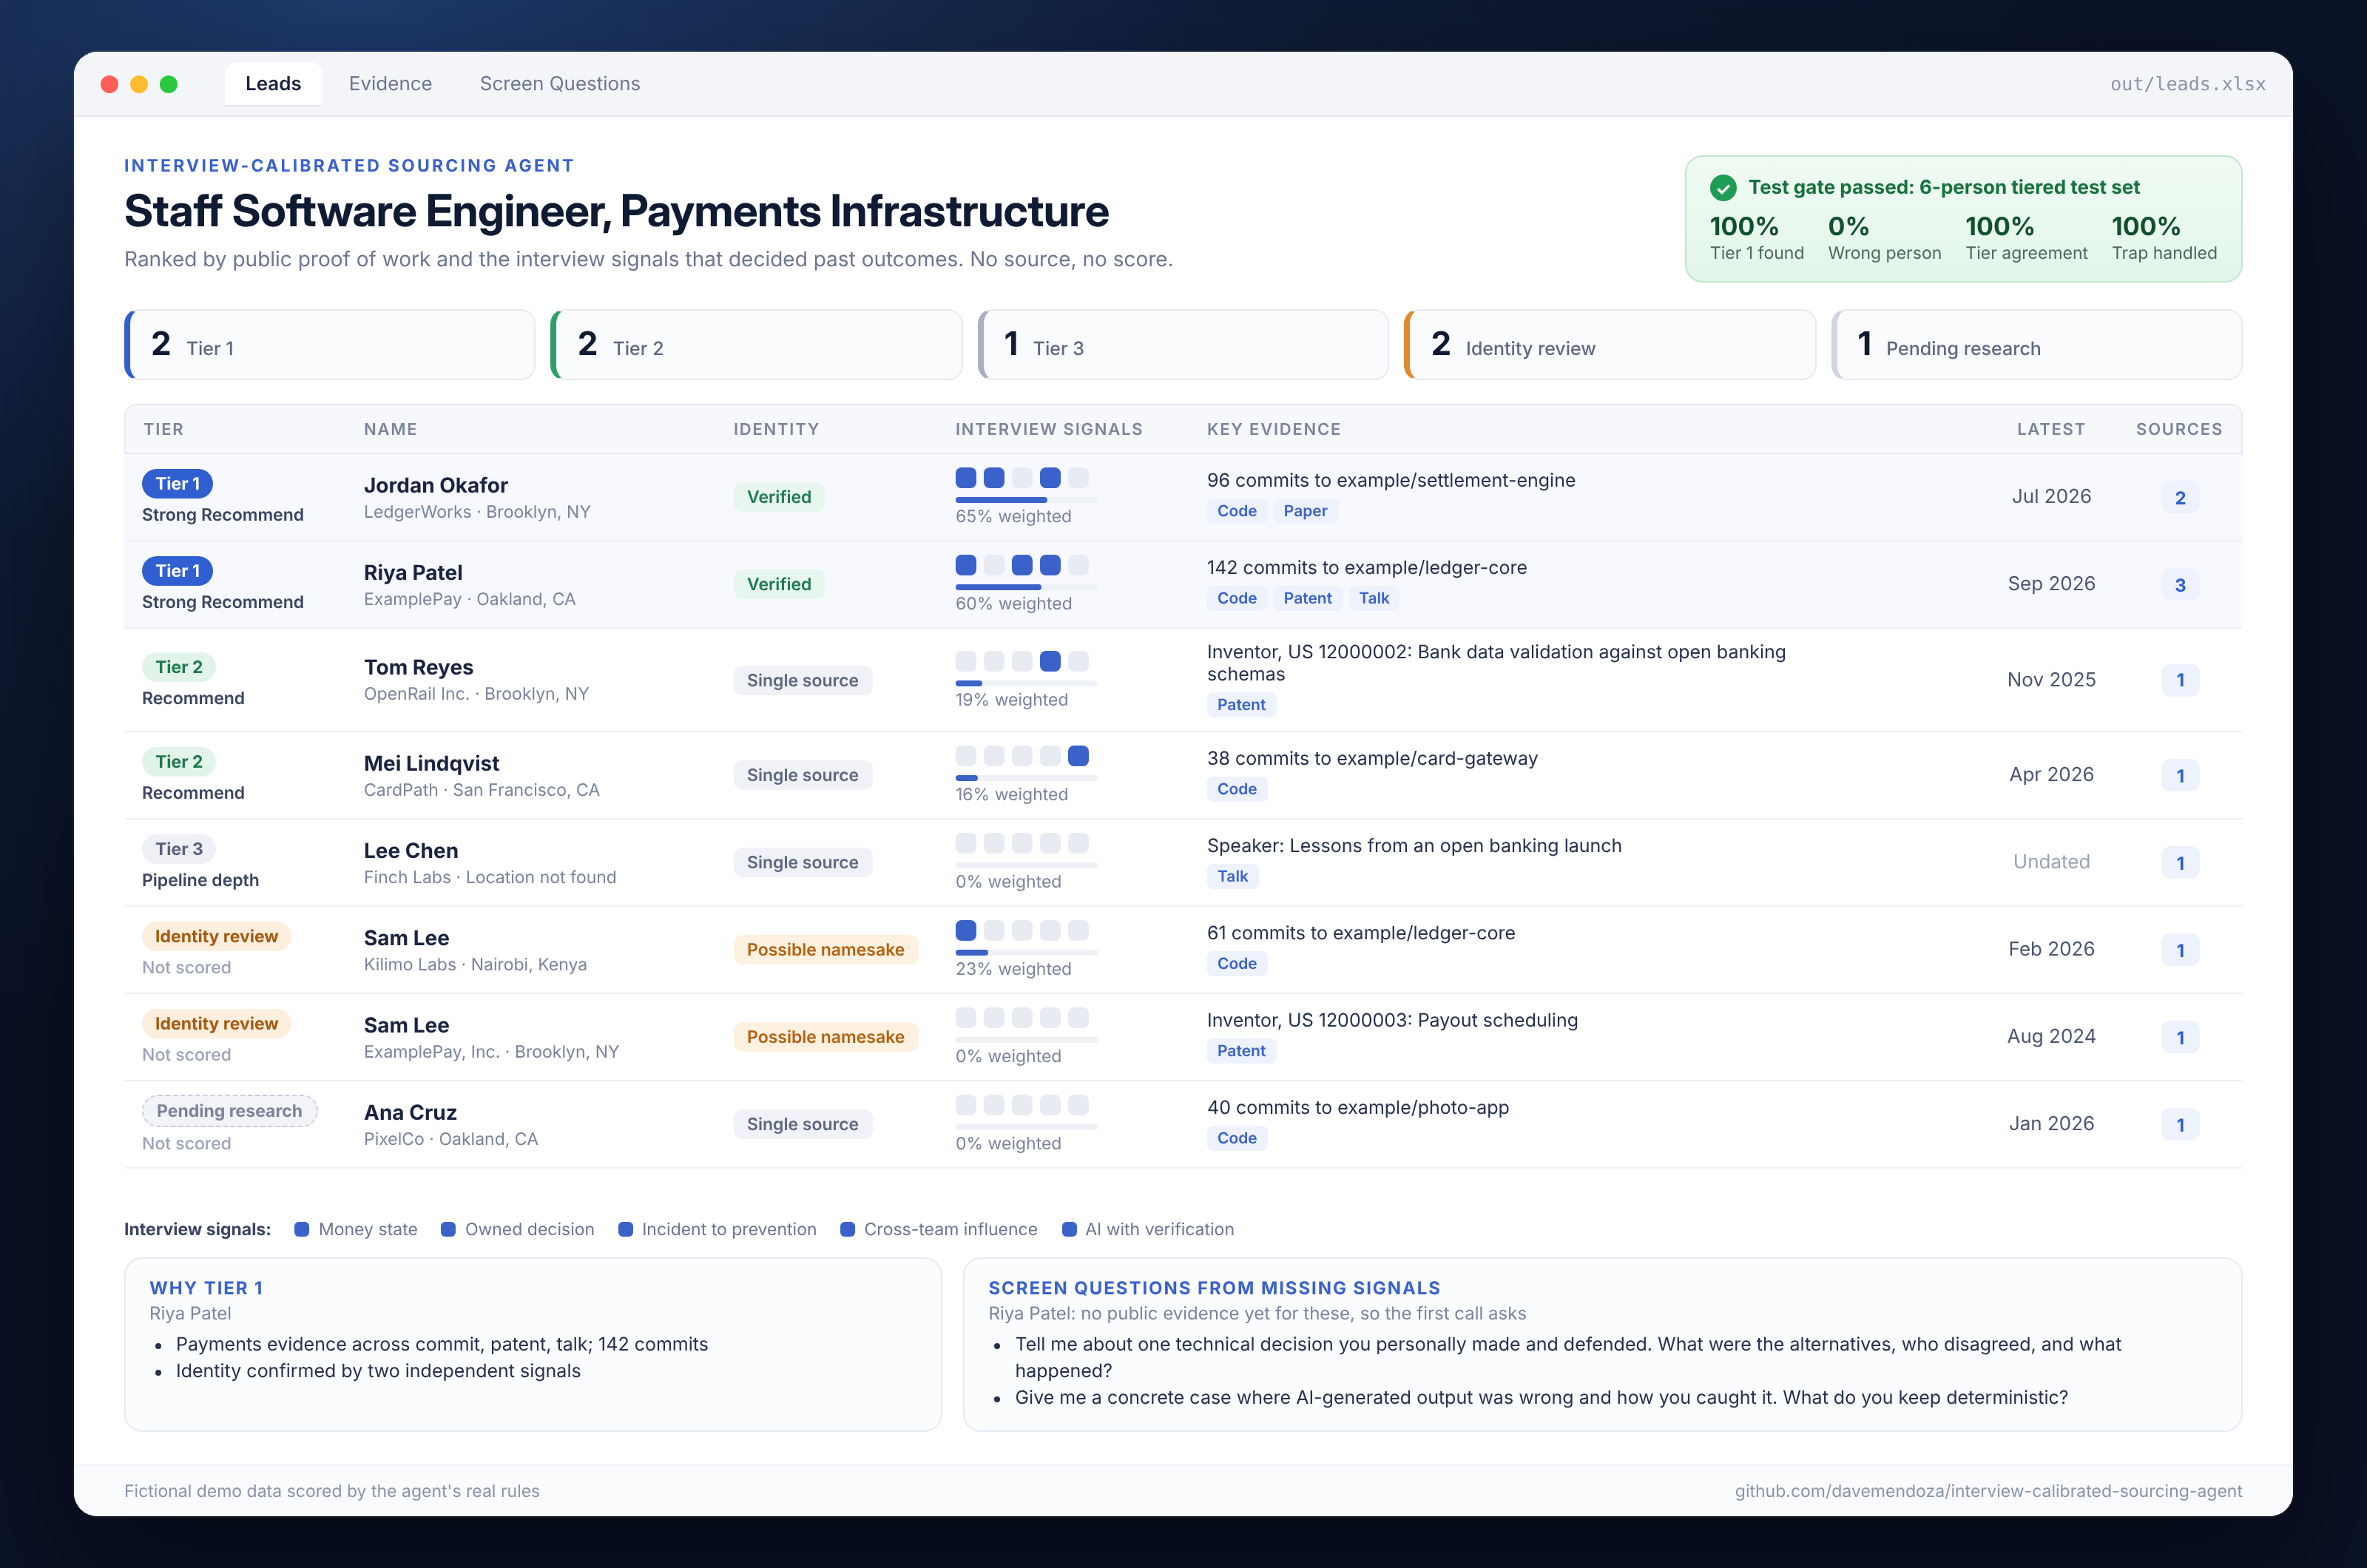 Leads Evidence Screen Questions out/leads.xlsx
INTERVIEW-CALIBRATED SOURCING AGENT
Staff Software Engineer, Payments Infrastructure
Ranked by public proof of work and the interview signals that decided past outcomes. No source, no score.
Test gate passed: 6-person tiered test set
100% 0% 100% 100%
Tier 1 found Wrong person Tier agreement Trap handled
2 Tier 1 2 Tier 2 1 Tier 3 2 Identity review 1 Pending research
TIER NAME IDENTITY INTERVIEW SIGNALS KEY EVIDENCE LATEST SOURCES
Tier 1 Jordan Okafor Verified 96 commits to example/settlement-engine Jul 2026 2
Strong Recommend LedgerWorks · Brooklyn, NY 65% weighted Code Paper
Tier 1 Riya Patel Verified 142 commits to example/ledger-core Sep 2026 3
Strong Recommend ExamplePay · Oakland, CA 60% weighted Code Patent Talk
Tier 2 Tom Reyes Single source Inventor, US 12000002: Bank data validation against open banking Nov 2025 1
schemas
Recommend OpenRail Inc. · Brooklyn, NY 19% weighted Patent
Tier 2 Mei Lindqvist Single source 38 commits to example/card-gateway Apr 2026 1
Recommend CardPath · San Francisco, CA 16% weighted Code
Tier 3 Lee Chen Single source Speaker: Lessons from an open banking launch Undated 1
Pipeline depth Finch Labs · Location not found 0% weighted Talk
Identity review Sam Lee Possible namesake 61 commits to example/ledger-core Feb 2026 1
Not scored Kilimo Labs · Nairobi, Kenya 23% weighted Code
Identity review Sam Lee Possible namesake Inventor, US 12000003: Payout scheduling Aug 2024 1
Not scored ExamplePay, Inc. · Brooklyn, NY 0% weighted Patent
Pending research Ana Cruz Single source 40 commits to example/photo-app Jan 2026 1
Not scored PixelCo · Oakland, CA 0% weighted Code
Interview signals: Money state Owned decision Incident to prevention Cross-team influence AI with verification
WHY TIER 1
Riya Patel
• Payments evidence across commit, patent, talk; 142 commits
• Identity confirmed by two independent signals
SCREEN QUESTIONS FROM MISSING SIGNALS
Riya Patel: no public evidence yet for these, so the first call asks
• Tell me about one technical decision you personally made and defended. What were the alternatives, who disagreed, and what
happened?
• Give me a concrete case where AI-generated output was wrong and how you caught it. What do you keep deterministic?
Fictional demo data scored by the agent's real rules github.com/davemendoza/interview-calibrated-sourcing-agent